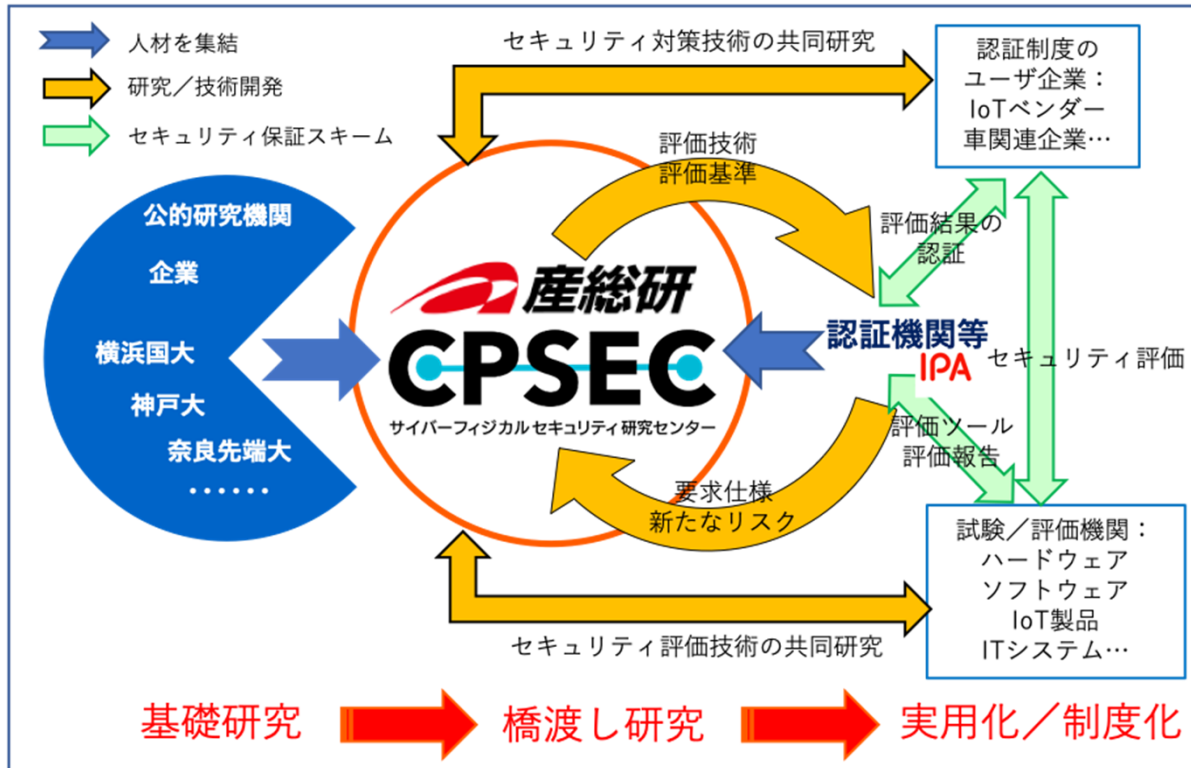 人材を集結
研究／技術開発
セキュリティ保証スキーム
セキュリティ対策技術の共同研究
認証制度の
ユーザ企業：
IoTベンダー
車関連企業…
評価技術
評価基準
公的研究機関
企業
横浜国大
神戸大
奈良先端大
……
産総研
CPSEC
サイバーフィジカルセキュリティ研究センター
評価結果の
認証
認証機関等
IPA
セキュリティ評価
評価ツール
評価報告
要求仕様
新たなリスク
試験／評価機関：
ハードウェア
ソフトウェア
IoT製品
ITシステム…
セキュリティ評価技術の共同研究
基礎研究
橋渡し研究
実用化／制度化